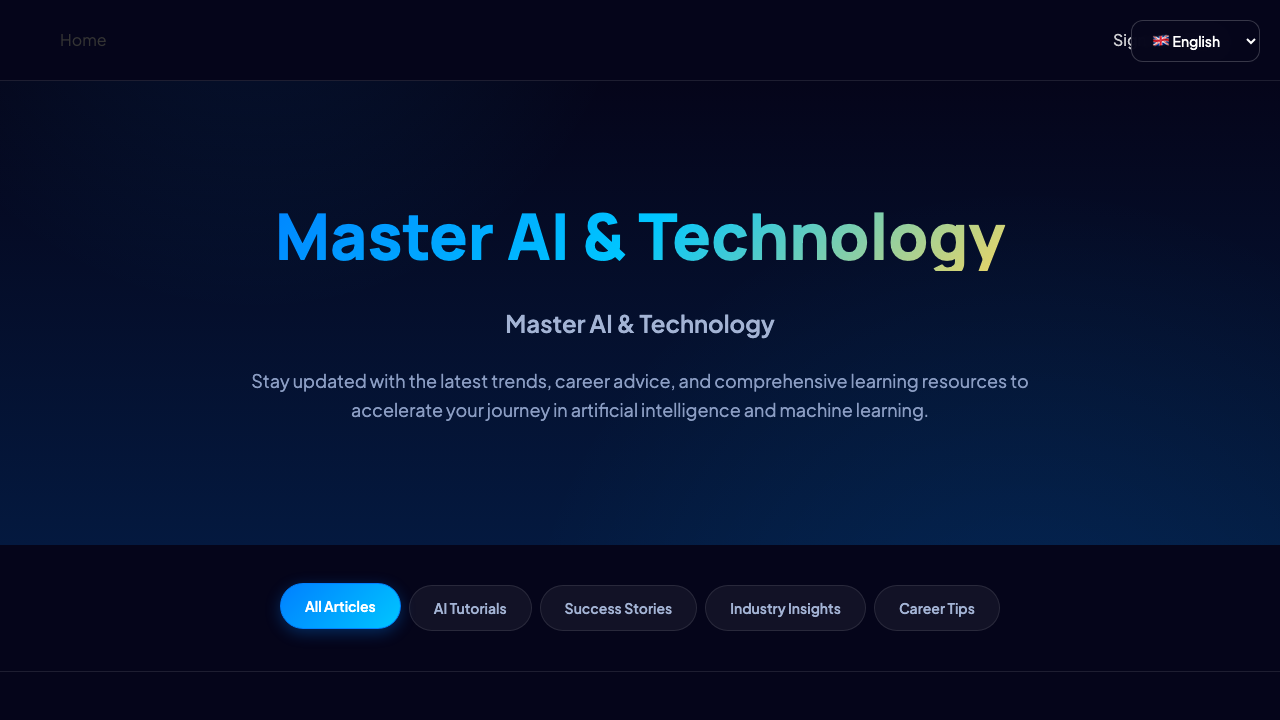 Home
English
Master AI & Technology
Master AI & Technology
Stay updated with the latest trends, career advice, and comprehensive learning resources to
accelerate your journey in artificial intelligence and machine learning.
All Articles
AI Tutorials
Success Stories
Industry Insights
Career Tips